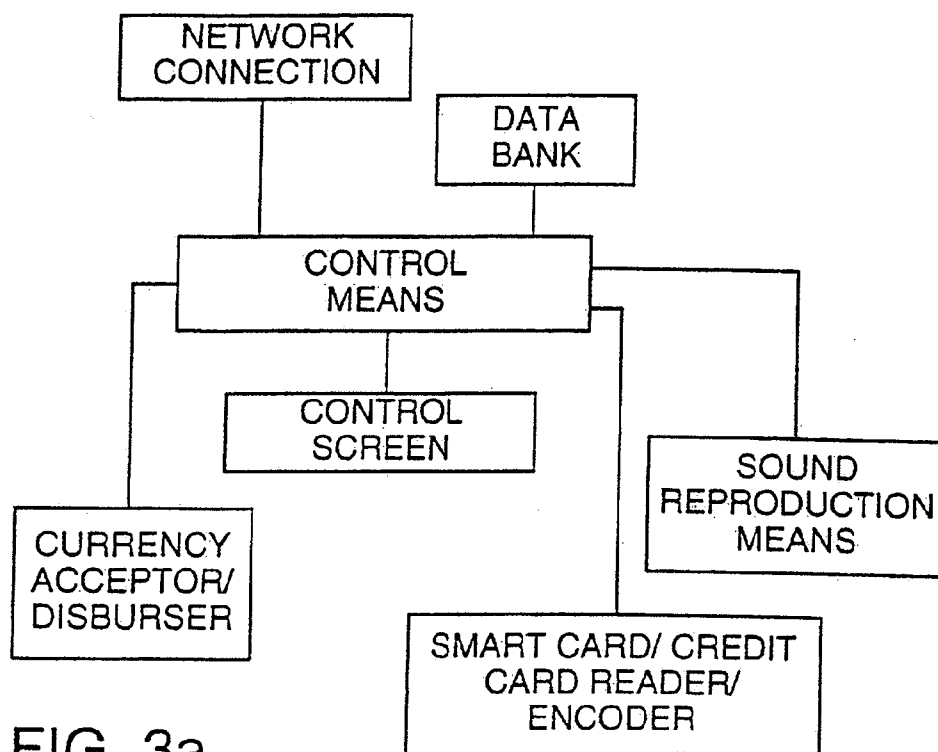 NETWORK
CONNECTION
DATA
BANK
CONTROL
MEANS
CONTROL
SCREEN
SOUND
REPRODUCTION
MEANS
CURRENCY
ACCEPTOR/
DISBURSER
SMART CARD/ CREDIT
CARD READER/
ENCODER
FIG. 3a